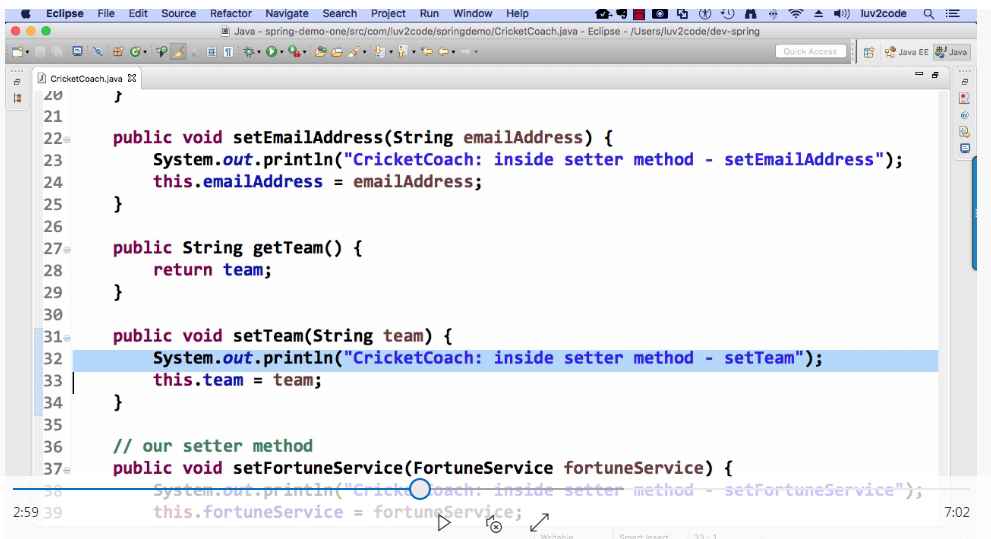 Eclipse File Edit Source Refactor Navigate Search Project Run Window Help luv2code
Java - spring-demo-one/src/com/luv2code/springdemo/CricketCoach.java - Eclipse - /Users/luv2code/dev-spring
Quick Access Java EE Java
CricketCoach.java
20 }
21
22 public void setEmailAddress(String emailAddress) {
23 System.out.println("CricketCoach: inside setter method - setEmailAddress");
24 this.emailAddress = emailAddress;
25 }
26
27 public String getTeam() {
28 return team;
29 }
30
31 public void setTeam(String team) {
32 System.out.println("CricketCoach: inside setter method - setTeam");
33 this.team = team;
34 }
35
36 // our setter method
37 public void setFortuneService(FortuneService fortuneService) {
38 System.out.println("CricketCoach: inside setter method - setFortuneService");
2:59 39 this.fortuneService = fortuneService; 7:02
Writable Smart Insert 33 : 1